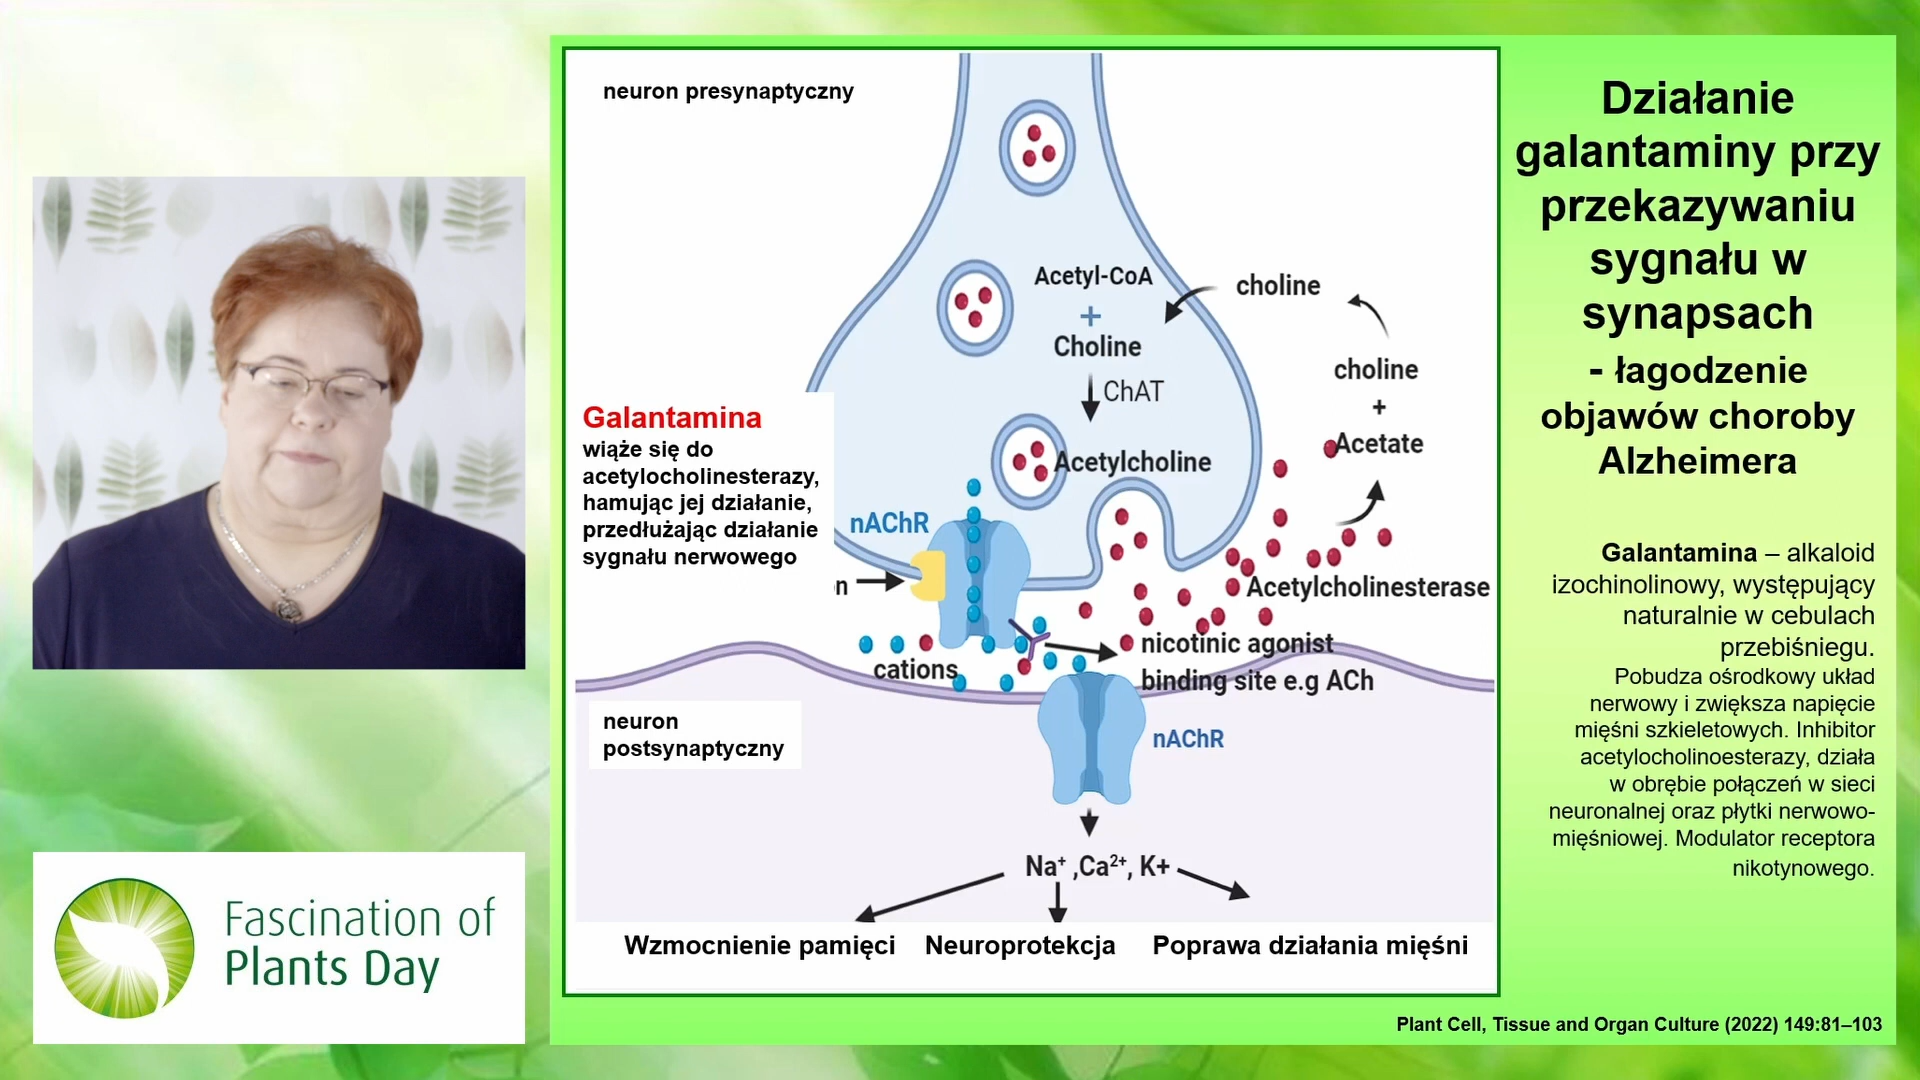 neuron presynaptyczny
Acetyl-CoA
+
Choline
ChAT
Acetylcholine
choline
choline
+
Acetate
Galantamina
wiąże się do
acetylocholinesterazy,
hamując jej działanie,
przedłużając działanie
sygnału nerwowego
nAChR
n
Acetylcholinesterase
nicotinic agonist
binding site e.g ACh
cations
neuron
postsynaptyczny
nAChR
Na+ ,Ca2+, K+
Wzmocnienie pamięci
Neuroprotekcja
Poprawa działania mięśni
Działanie
galantaminy przy
przekazywaniu
sygnału w
synapsach
- łagodzenie
objawów choroby
Alzheimera
Galantamina – alkaloid
izochinolinowy, występujący
naturalnie w cebulach
przebiśniegu.
Pobudza ośrodkowy układ
nerwowy i zwiększa napięcie
mięśni szkieletowych. Inhibitor
acetylocholinoesterazy, działa
w obrębie połączeń w sieci
neuronalnej oraz płytki nerwowo-
mięśniowej. Modulator receptora
nikotynowego.
Plant Cell, Tissue and Organ Culture (2022) 149:81–103
Fascination of
Plants Day